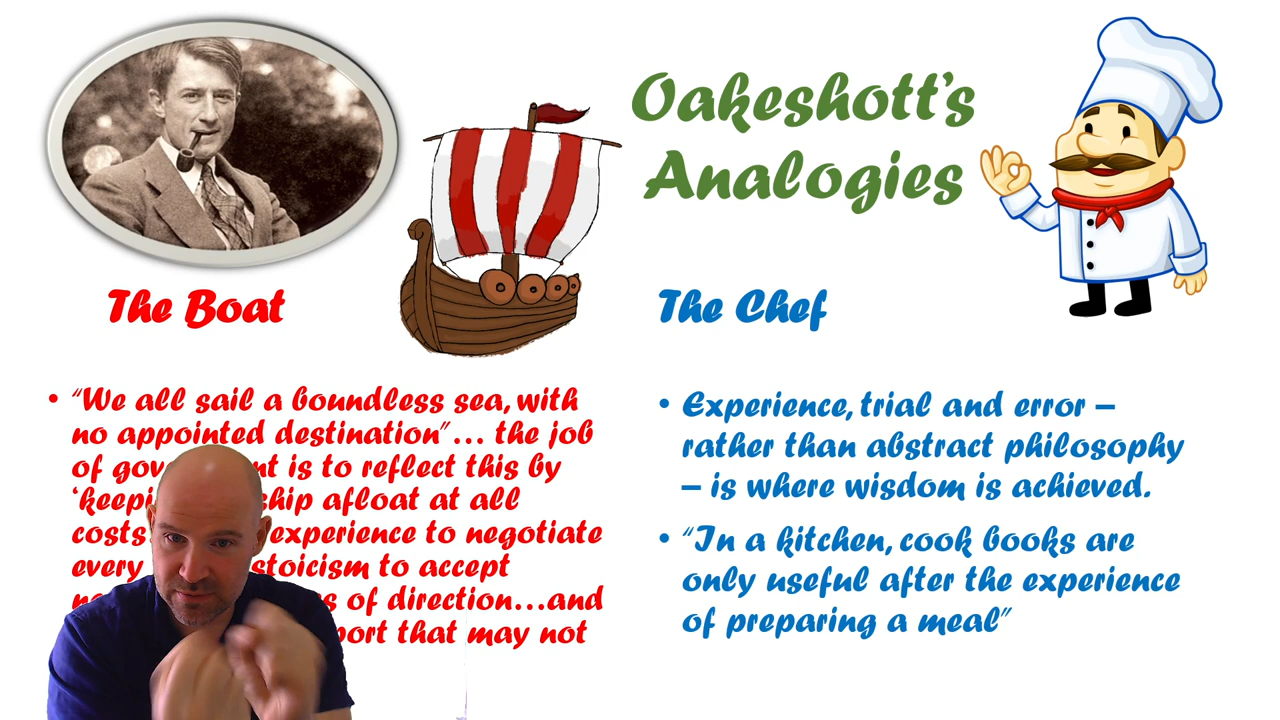 Oakeshott's
Analogies
The Boat
• "We all sail a boundless sea, with
no appointed destination"... the job
of is to reflect this by
ship afloat at all
costs experience to negotiate
every stoicism to accept
of direction...and
that may not
The Chef
• Experience, trial and error –
rather than abstract philosophy
– is where wisdom is achieved.
• "In a kitchen, cook books are
only useful after the experience
of preparing a meal"